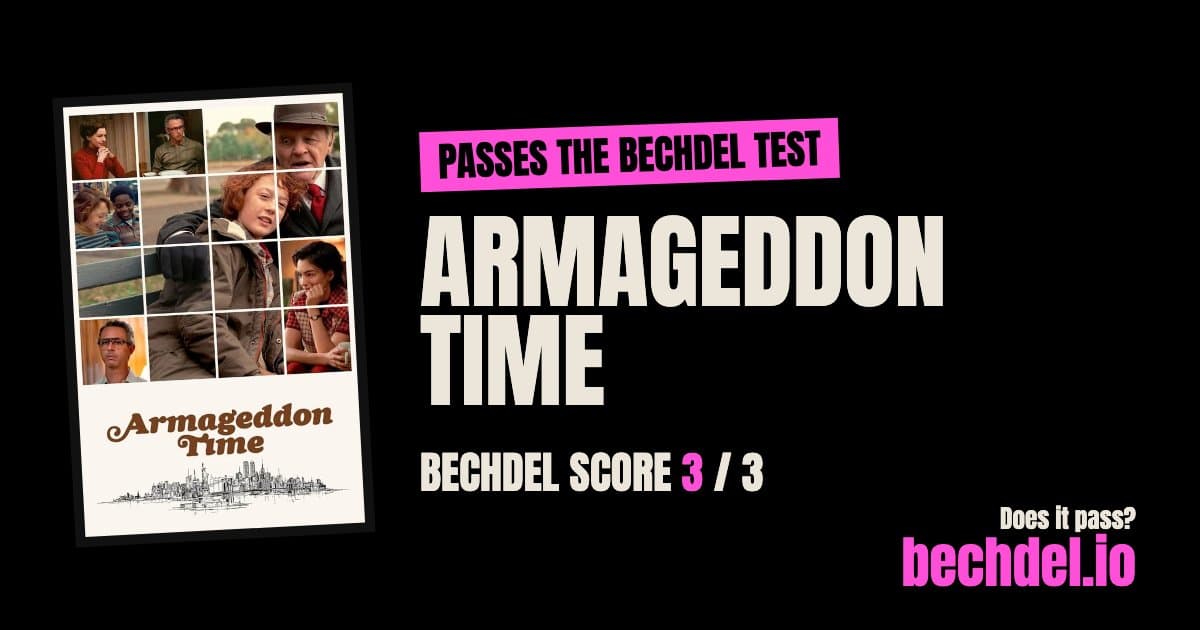 PASSES THE BECHDEL TEST
ARMAGEDDON
TIME
BECHDEL SCORE 3 / 3
Armageddon
Time
Does it pass?
bechdel.io